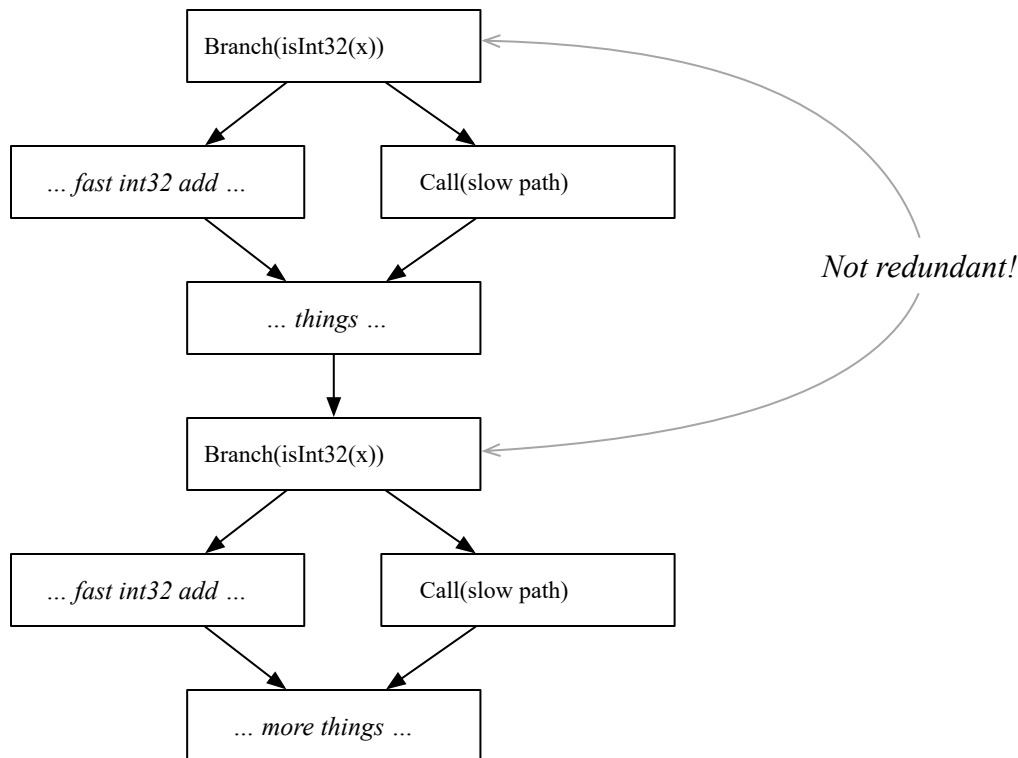 Branch(isInt32(x))
... fast int32 add ...
Call(slow path)
Not redundant!
... things ...
Branch(isInt32(x))
... fast int32 add ...
Call(slow path)
... more things ...